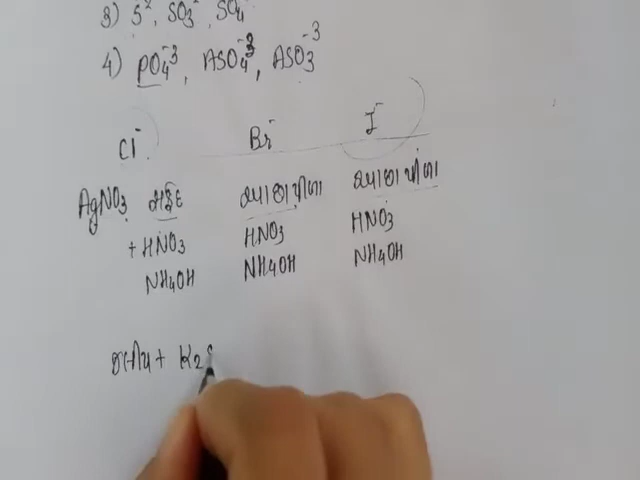 3) S⁻², SO₃⁻, SO₄⁻
4) PO₄⁻³, ASO₄⁻³, ASO₃⁻³
Cl⁻ Br⁻ I⁻
AgNO₃ સફેદ આછા પીળા આછા પીળા
+ HNO₃ HNO₃ HNO₃
NH₄OH NH₄OH NH₄OH
+ K₂